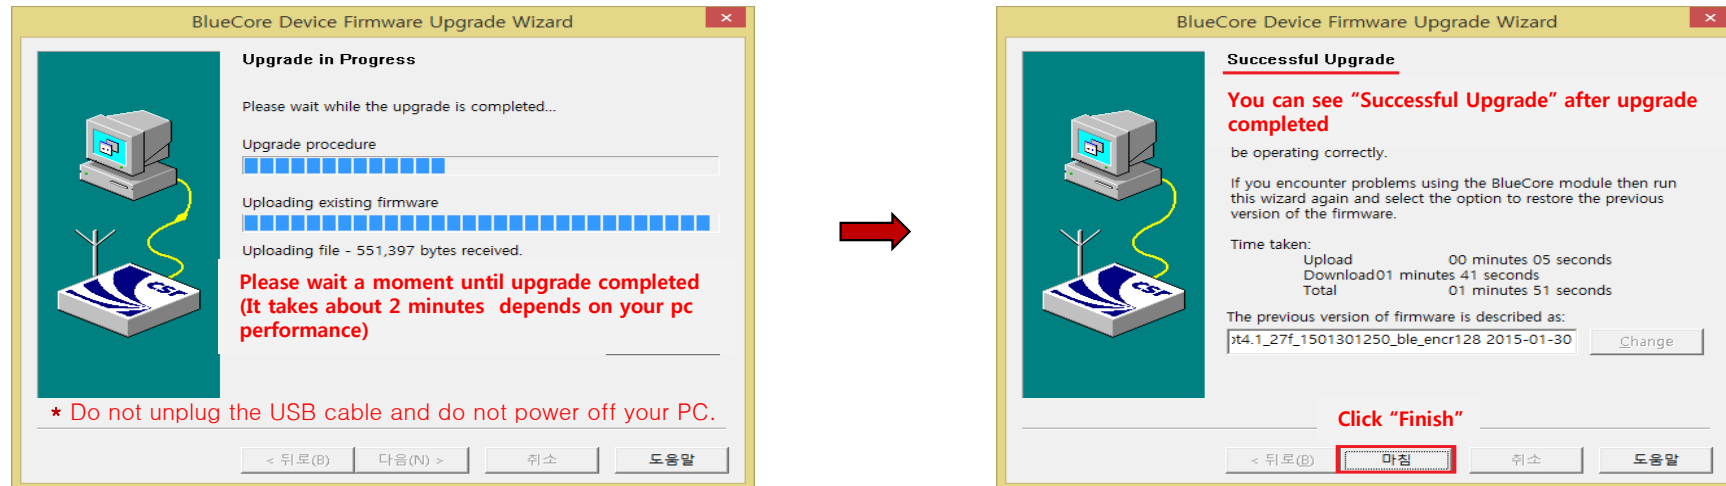 BlueCore Device Firmware Upgrade Wizard
Upgrade in Progress
Please wait while the upgrade is completed...
Upgrade procedure
Uploading existing firmware
Uploading file - 551,397 bytes received.
Please wait a moment until upgrade completed
(It takes about 2 minutes depends on your pc
performance)
CSr
* Do not unplug the USB cable and do not power off your PC.
< 뒤로(B)
다음(N) >
취소
도움말
BlueCore Device Firmware Upgrade Wizard
Successful Upgrade
You can see “Successful Upgrade” after upgrade
completed
be operating correctly.
If you encounter problems using the BlueCore module then run
this wizard again and select the option to restore the previous
version of the firmware.
Time taken:
Upload 00 minutes 05 seconds
Download01 minutes 41 seconds
Total 01 minutes 51 seconds
The previous version of firmware is described as:
ot4.1_27f_1501301250_ble_encr128 2015-01-30
Change
CSr
Click “Finish”
< 뒤로(B)
마침
취소
도움말